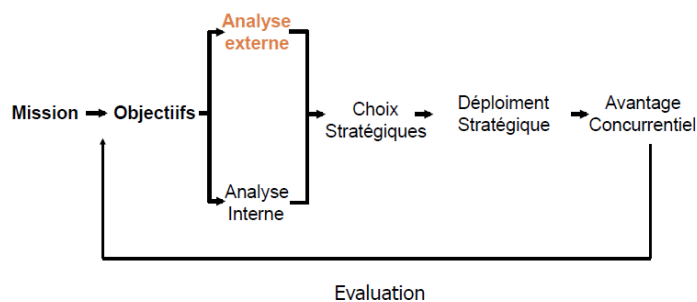 Analyse
externe
Mission
Objectiifs
Choix
Stratégiques
Déploiment
Stratégique
Avantage
Concurrentiel
Analyse
Interne
Evaluation